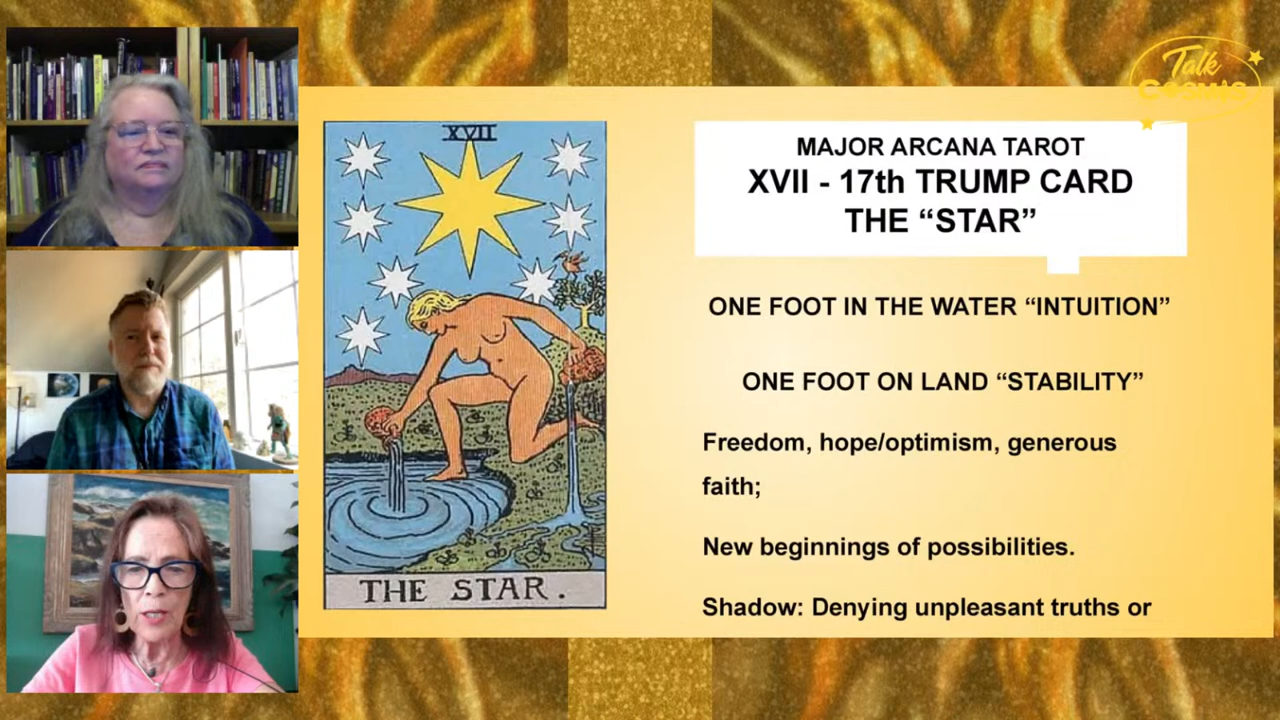 Talk
COSMIC
XVII
THE STAR.
MAJOR ARCANA TAROT
XVII - 17th TRUMP CARD
THE “STAR”
ONE FOOT IN THE WATER “INTUITION”
ONE FOOT ON LAND “STABILITY”
Freedom, hope/optimism, generous
faith;
New beginnings of possibilities.
Shadow: Denying unpleasant truths or